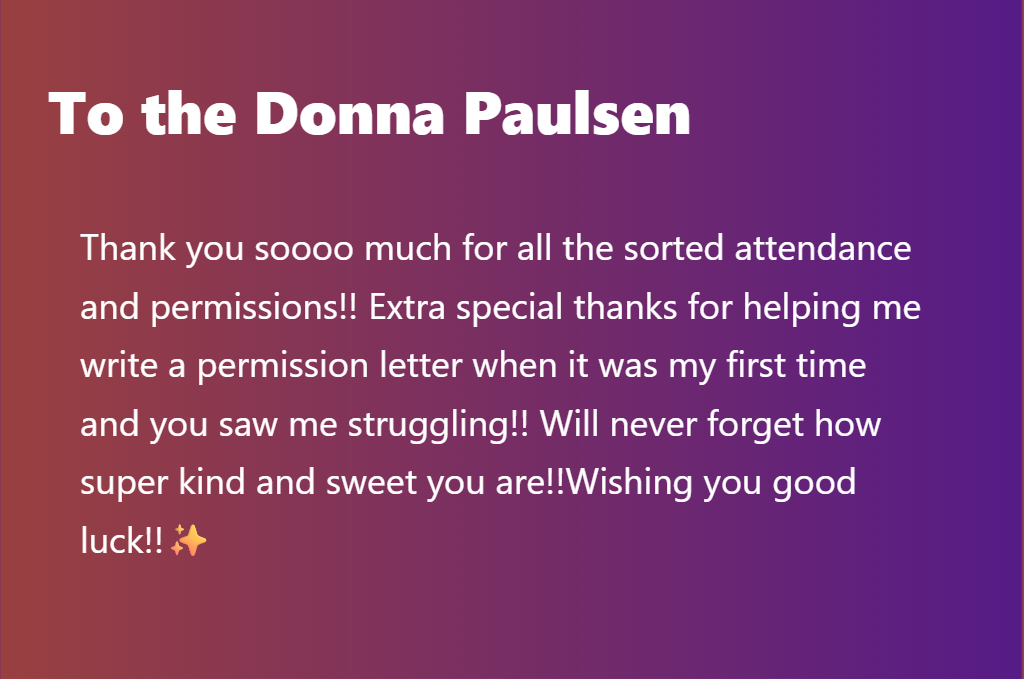 To the Donna Paulsen
Thank you soooo much for all the sorted attendance
and permissions!! Extra special thanks for helping me
write a permission letter when it was my first time
and you saw me struggling!! Will never forget how
super kind and sweet you are!!Wishing you good
luck!!✨